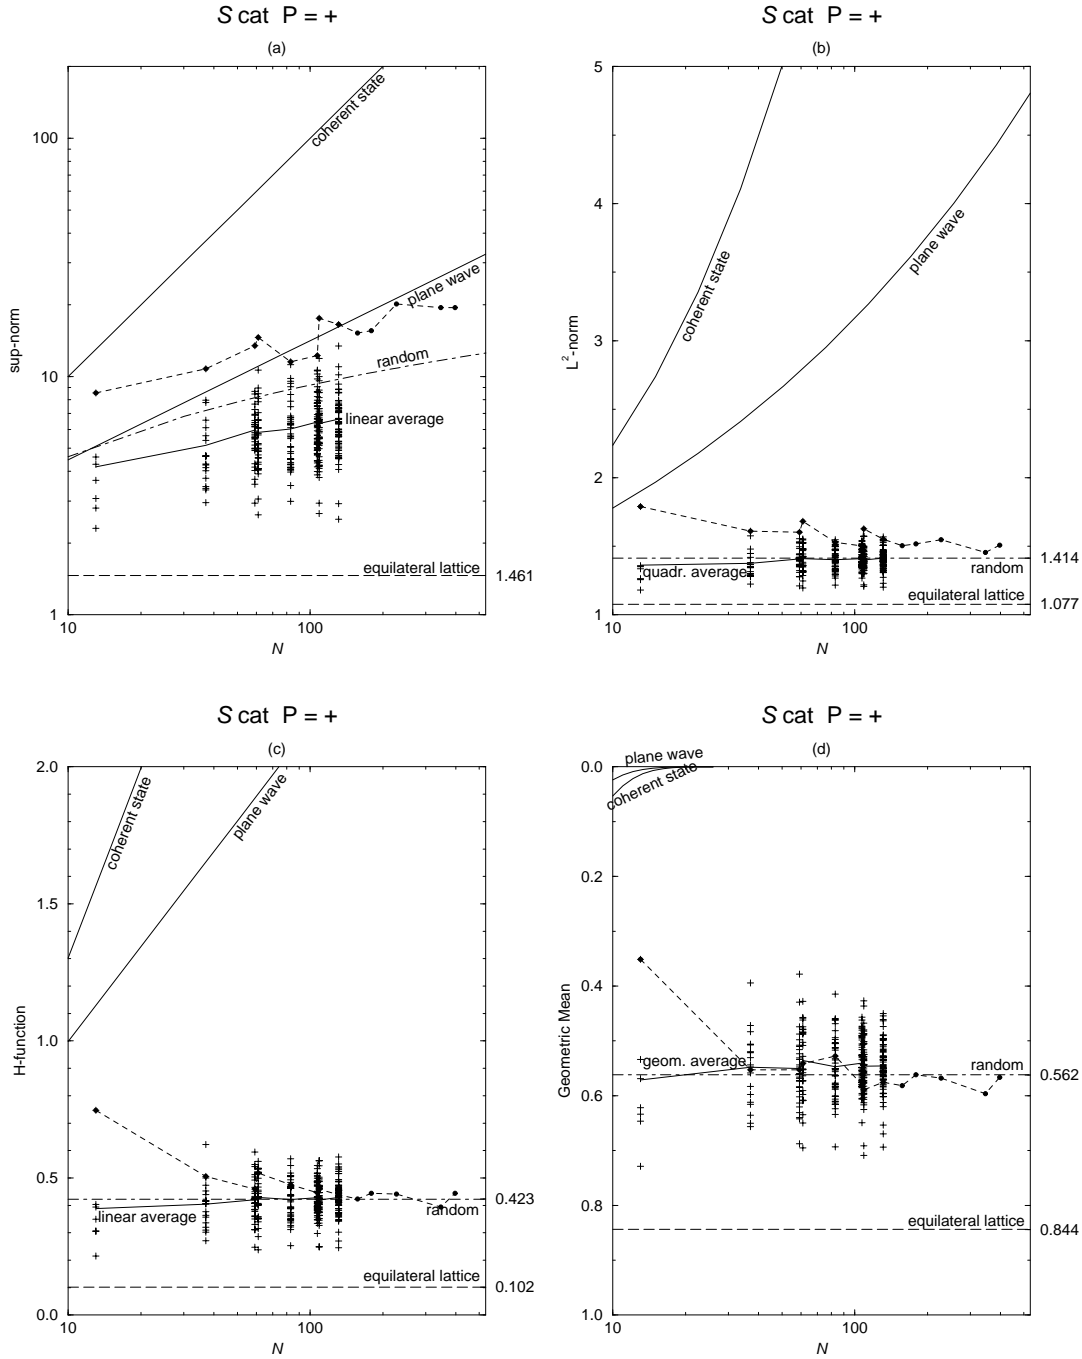 S cat P = +
(a)
100
10
1
sup-norm
coherent state
plane wave
random
linear average
equilateral lattice
1.461
10
100
N
S cat P = +
(b)
5
4
3
2
1
L²-norm
coherent state
plane wave
quadr. average
random
equilateral lattice
1.414
1.077
10
100
N
S cat P = +
(c)
2.0
1.5
1.0
0.5
0.0
H-function
coherent state
plane wave
linear average
random
equilateral lattice
0.423
0.102
10
100
N
S cat P = +
(d)
0.0
0.2
0.4
0.6
0.8
1.0
Geometric Mean
plane wave
coherent state
geom. average
random
equilateral lattice
0.562
0.844
10
100
N